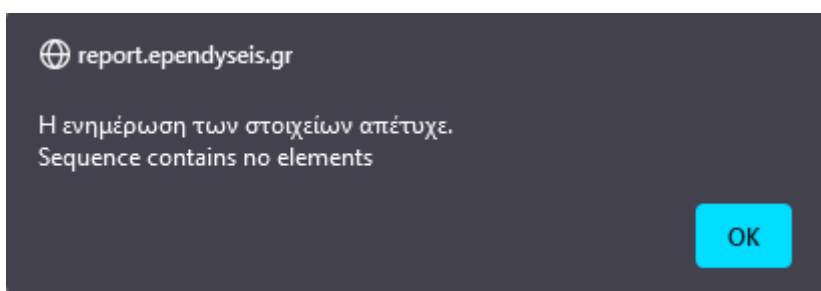 report.ependyseis.gr
Η ενημέρωση των στοιχείων απέτυχε.
Sequence contains no elements
OK